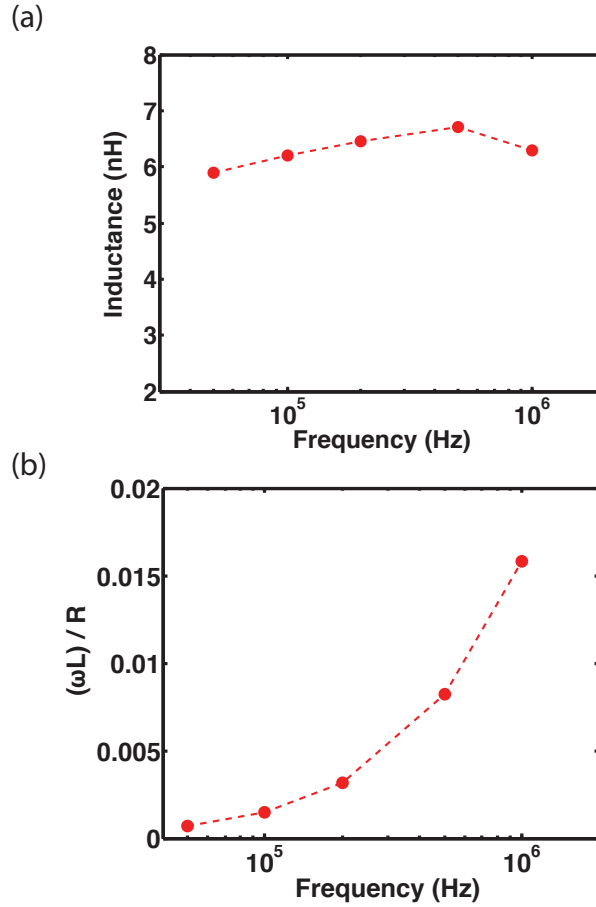 (a)
8
7
6
5
4
3
2
Inductance (nH)
10^5
10^6
Frequency (Hz)
(b)
0.02
0.015
0.01
0.005
0
(ωL) / R
10^5
10^6
Frequency (Hz)